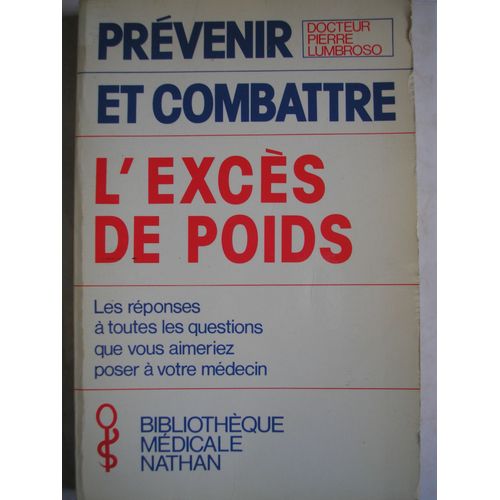 PRÉVENIR
DOCTEUR
PIERRE
LUMBROSO
ET COMBATTRE
L'EXCÈS
DE POIDS
Les réponses
à toutes les questions
que vous aimeriez
poser à votre médecin
BIBLIOTHÈQUE
MÉDICALE
NATHAN